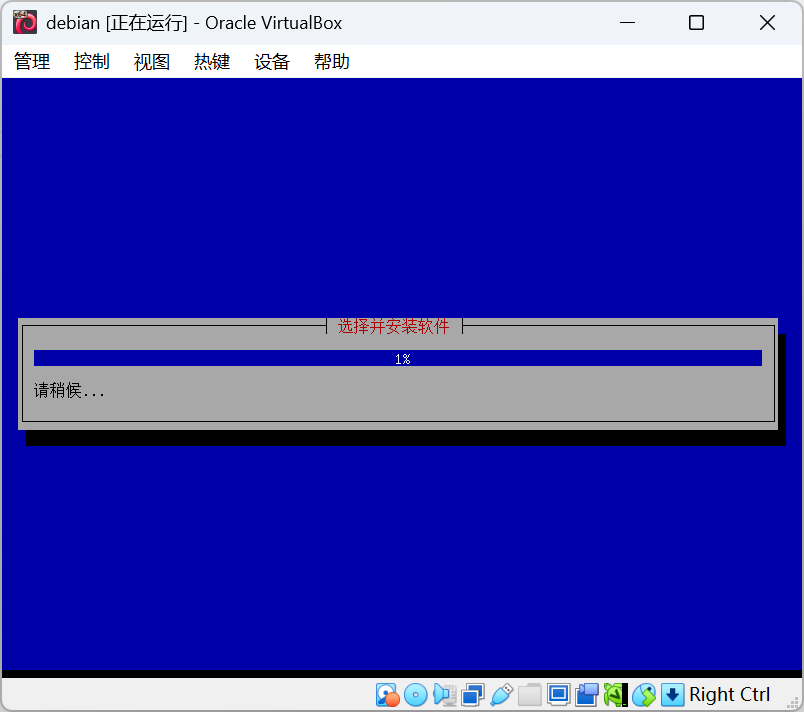 debian [正在运行] - Oracle VirtualBox
管理 控制 视图 热键 设备 帮助
选择并安装软件
1%
请稍候...
Right Ctrl